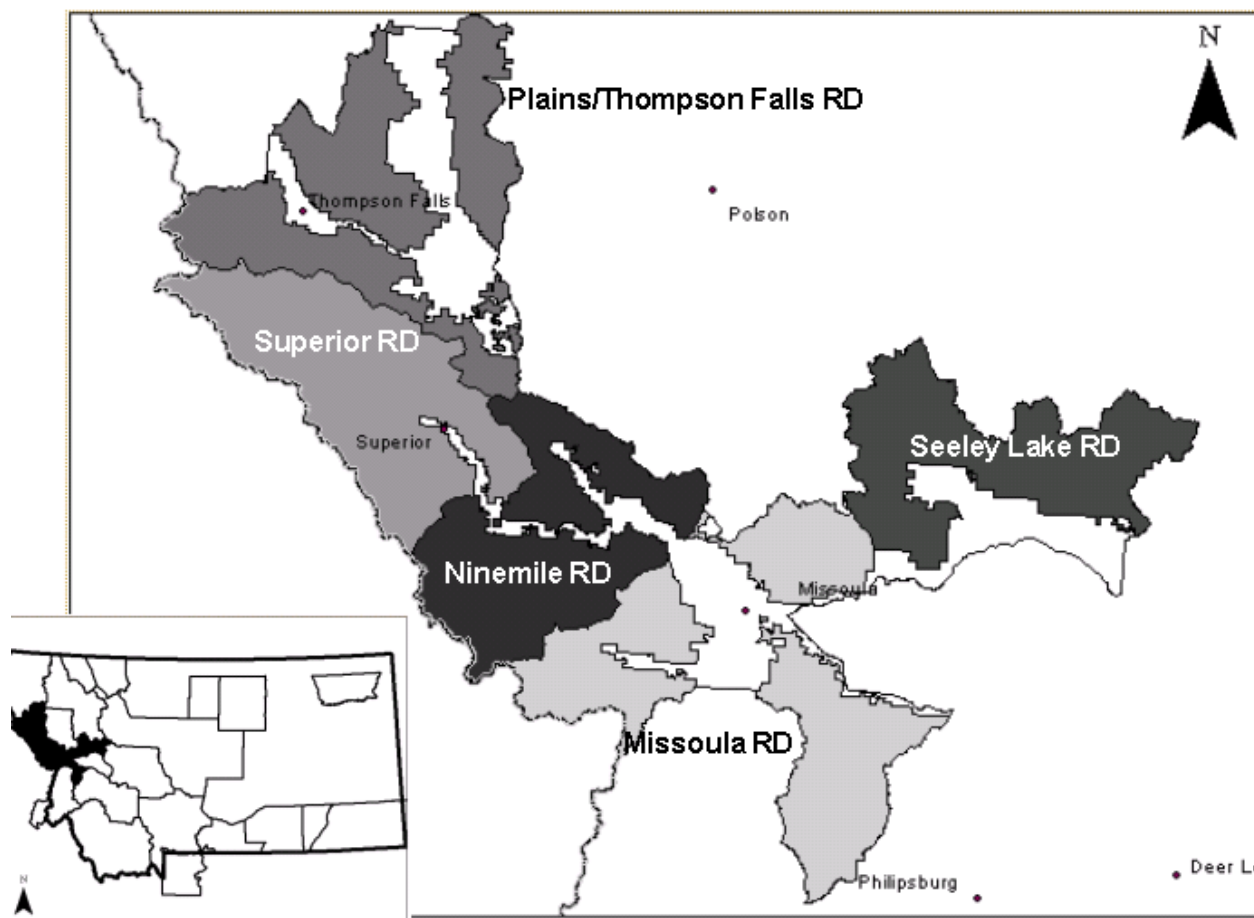 N
Plains/Thompson Falls RD
Thompson Falls
Polson
Superior RD
Superior
Seeley Lake RD
Ninemile RD
Missoula
Missoula RD
Philipsburg
Deer L
N